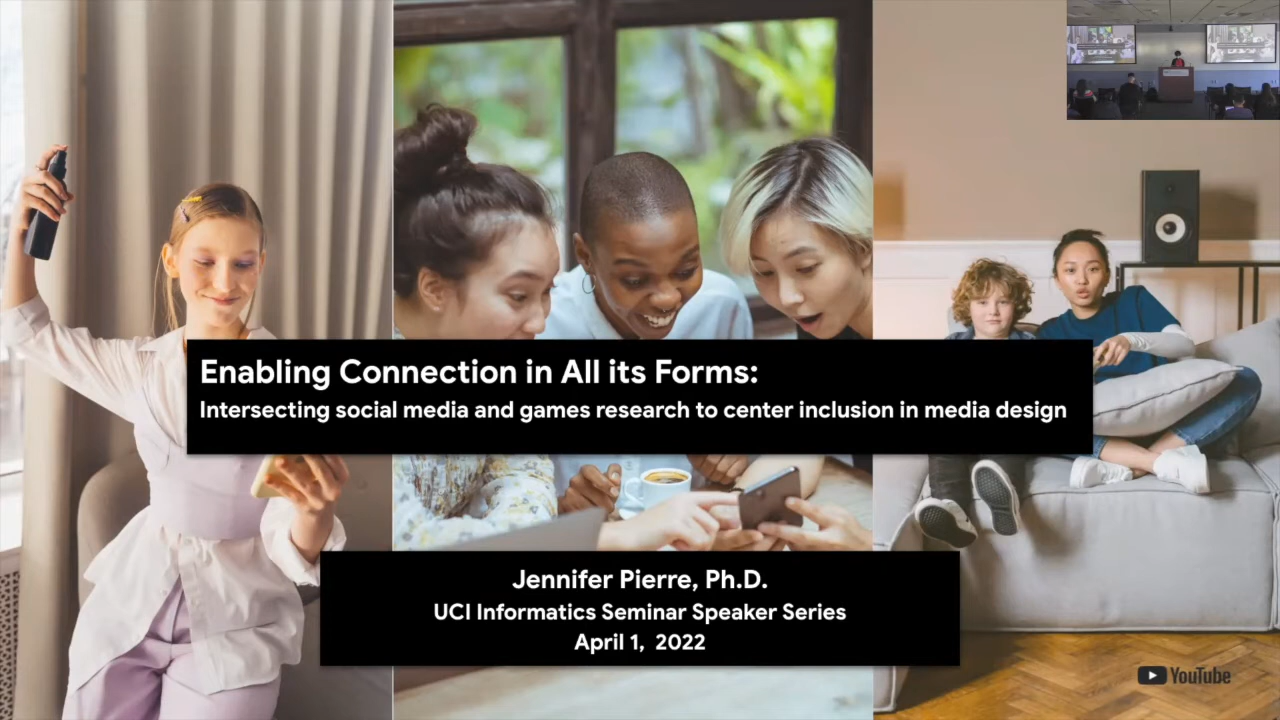 Enabling Connection in All its Forms:
Intersecting social media and games research to center inclusion in media design
Jennifer Pierre, Ph.D.
UCI Informatics Seminar Speaker Series
April 1, 2022
YouTube